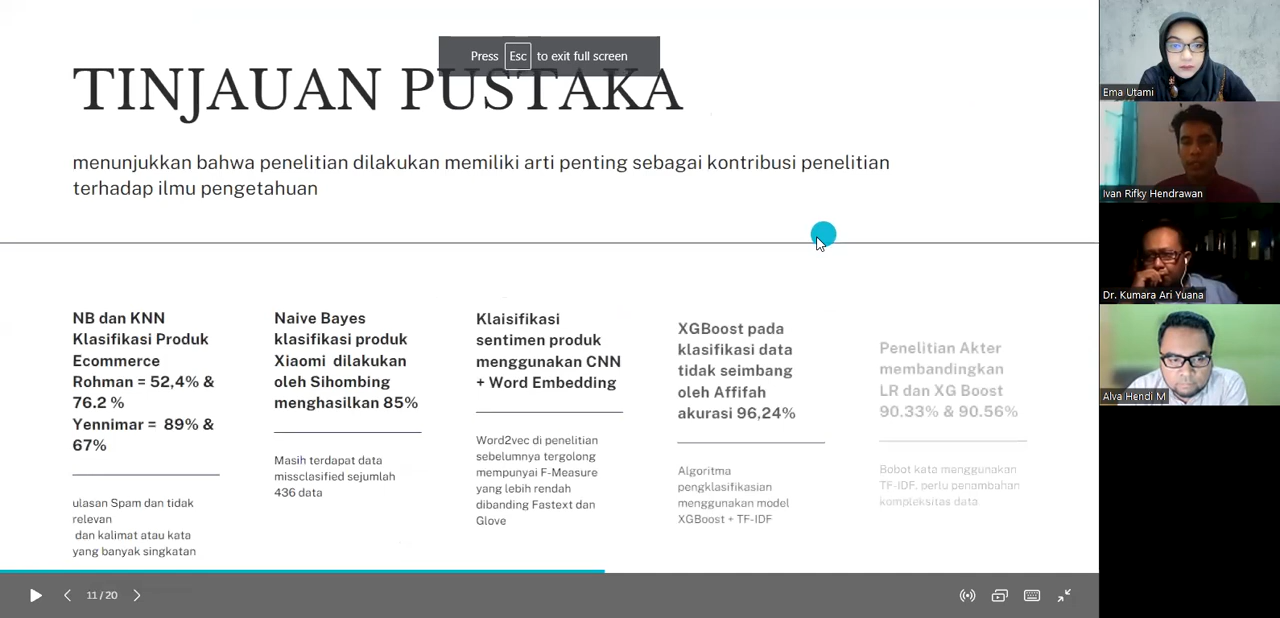 Press Esc to exit full screen
TINJAUAN PUSTAKA
menunjukkan bahwa penelitian dilakukan memiliki arti penting sebagai kontribusi penelitian
terhadap ilmu pengetahuan
NB dan KNN
Klasifikasi Produk
Ecommerce
Rohman = 52,4% &
76.2 %
Yennimar = 89% &
67%
ulasan Spam dan tidak
relevan
dan kalimat atau kata
yang banyak singkatan
Naive Bayes
klasifikasi produk
Xiaomi dilakukan
oleh Sihombing
menghasilkan 85%
Masih terdapat data
missclasified sejumlah
436 data
Klaisifikasi
sentimen produk
menggunakan CNN
+ Word Embedding
Word2vec di penelitian
sebelumnya tergolong
mempunyai F-Measure
yang lebih rendah
dibanding Fastext dan
Glove
XGBoost pada
klasifikasi data
tidak seimbang
oleh Affifah
akurasi 96,24%
Algoritma
pengklasifikasian
menggunakan model
XGBoost + TF-IDF
Penelitian Akter
membandingkan
LR dan XG Boost
90.33% & 90.56%
Bobot kata menggunakan
TF-IDF, perlu penambahan
kompleksitas data
11 / 20
Ema Utami
Ivan Rifky Hendrawan
Dr. Kumara Ari Yuana
Alva Hendi M